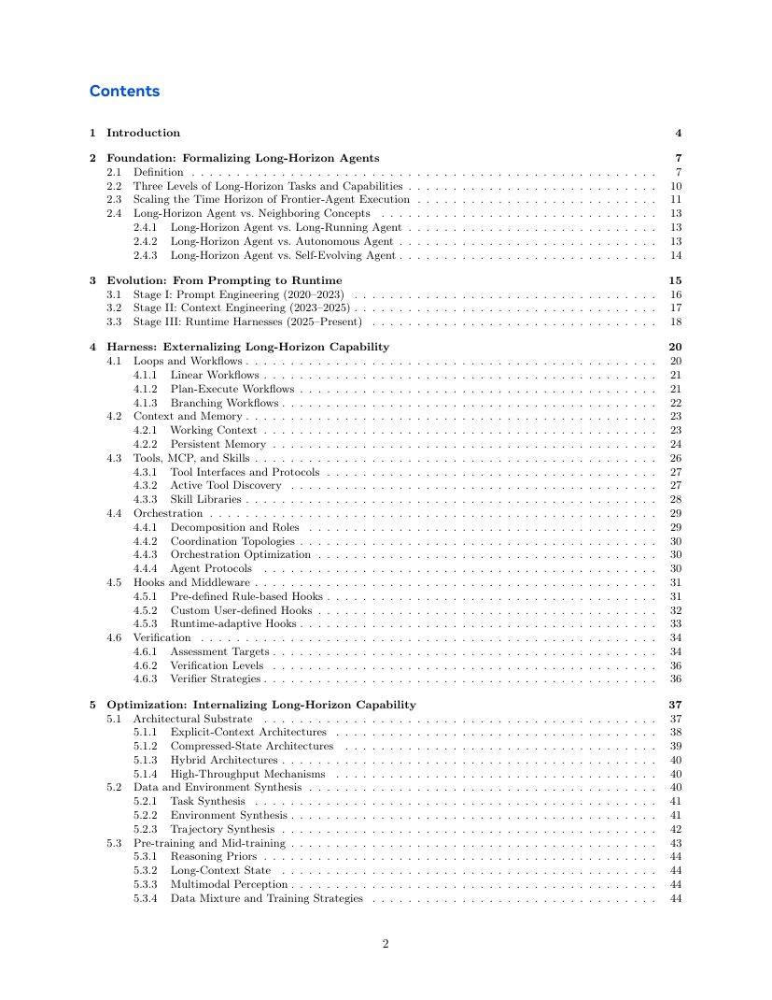 Contents
1 Introduction 4
2 Foundation: Formalizing Long-Horizon Agents 7
2.1 Definition . . . . . . . . . . . . . . . . . . . . . . . . . . . . . . 7
2.2 Three Levels of Long-Horizon Tasks and Capabilities . . . . . . . . . . 10
2.3 Scaling the Time Horizon of Frontier-Agent Execution . . . . . . . . . . 11
2.4 Long-Horizon Agent vs. Neighboring Concepts . . . . . . . . . . 13
2.4.1 Long-Horizon Agent vs. Long-Running Agent . . . . . . . . . . 13
2.4.2 Long-Horizon Agent vs. Autonomous Agent . . . . . . . . . . 13
2.4.3 Long-Horizon Agent vs. Self-Evolving Agent . . . . . . . . . . 14
3 Evolution: From Prompting to Runtime 15
3.1 Stage I: Prompt Engineering (2020–2023) . . . . . . . . . . 16
3.2 Stage II: Context Engineering (2023–2025) . . . . . . . . . . 17
3.3 Stage III: Runtime Harnesses (2025–Present) . . . . . . . . . . 18
4 Harness: Externalizing Long-Horizon Capability 20
4.1 Loops and Workflows . . . . . . . . . . 20
4.1.1 Linear Workflows . . . . . . . . . . 21
4.1.2 Plan-Execute Workflows . . . . . . . . . . 21
4.1.3 Branching Workflows . . . . . . . . . . 22
4.2 Context and Memory . . . . . . . . . . 23
4.2.1 Working Context . . . . . . . . . . 23
4.2.2 Persistent Memory . . . . . . . . . . 24
4.3 Tools, MCP, and Skills . . . . . . . . . . 26
4.3.1 Tool Interfaces and Protocols . . . . . . . . . . 27
4.3.2 Active Tool Discovery . . . . . . . . . . 27
4.3.3 Skill Libraries . . . . . . . . . . 28
4.4 Orchestration . . . . . . . . . . 29
4.4.1 Decomposition and Roles . . . . . . . . . . 29
4.4.2 Coordination Topologies . . . . . . . . . . 30
4.4.3 Orchestration Optimization . . . . . . . . . . 30
4.4.4 Agent Protocols . . . . . . . . . . 30
4.5 Hooks and Middleware . . . . . . . . . . 31
4.5.1 Pre-defined Rule-based Hooks . . . . . . . . . . 31
4.5.2 Custom User-defined Hooks . . . . . . . . . . 32
4.5.3 Runtime-adaptive Hooks . . . . . . . . . . 33
4.6 Verification . . . . . . . . . . 34
4.6.1 Assessment Targets . . . . . . . . . . 34
4.6.2 Verification Levels . . . . . . . . . . 36
4.6.3 Verifier Strategies . . . . . . . . . . 36
5 Optimization: Internalizing Long-Horizon Capability 37
5.1 Architectural Substrate . . . . . . . . . . 37
5.1.1 Explicit-Context Architectures . . . . . . . . . . 38
5.1.2 Compressed-State Architectures . . . . . . . . . . 39
5.1.3 Hybrid Architectures . . . . . . . . . . 40
5.1.4 High-Throughput Mechanisms . . . . . . . . . . 40
5.2 Data and Environment Synthesis . . . . . . . . . . 40
5.2.1 Task Synthesis . . . . . . . . . . 41
5.2.2 Environment Synthesis . . . . . . . . . . 41
5.2.3 Trajectory Synthesis . . . . . . . . . . 42
5.3 Pre-training and Mid-training . . . . . . . . . . 43
5.3.1 Reasoning Priors . . . . . . . . . . 44
5.3.2 Long-Context State . . . . . . . . . . 44
5.3.3 Multimodal Perception . . . . . . . . . . 44
5.3.4 Data Mixture and Training Strategies . . . . . . . . . . 44
2